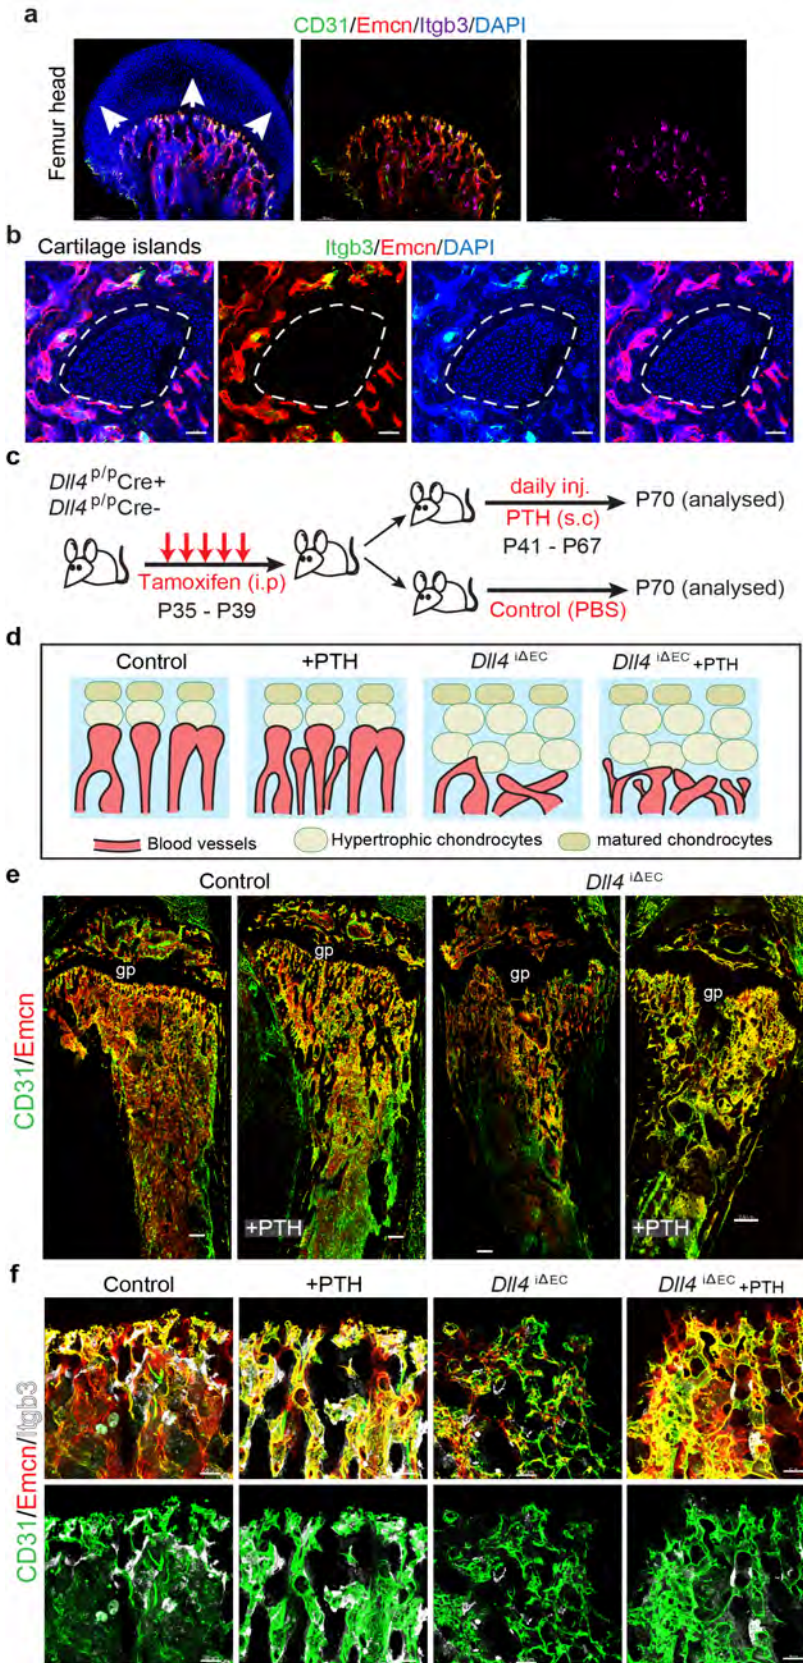 a
CD31/Emcn/Itgb3/DAPI
Femur head
b
Cartilage islands
Itgb3/Emcn/DAPI
c
Dll4 p/pCre+
Dll4 p/pCre-
Tamoxifen (i.p)
P35 - P39
daily inj.
PTH (s.c)
P41 - P67
P70 (analysed)
Control (PBS)
P70 (analysed)
d
Control
+PTH
Dll4 iΔEC
Dll4 iΔEC +PTH
Blood vessels
Hypertrophic chondrocytes
matured chondrocytes
e
Control
Dll4 iΔEC
CD31/Emcn
gp
gp
gp
gp
+PTH
+PTH
f
Control
+PTH
Dll4 iΔEC
Dll4 iΔEC +PTH
CD31/Emcn/Itgb3